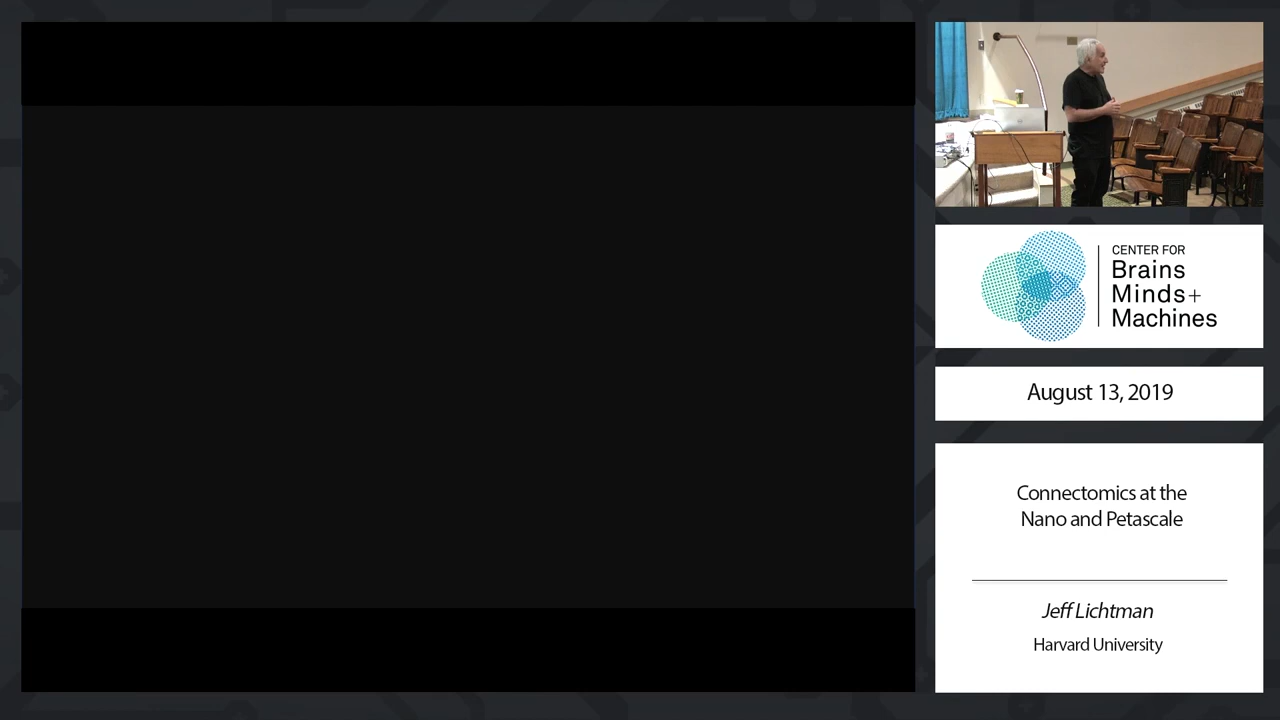 CENTER FOR
Brains
Minds+
Machines
August 13, 2019
Connectomics at the
Nano and Petascale
Jeff Lichtman
Harvard University